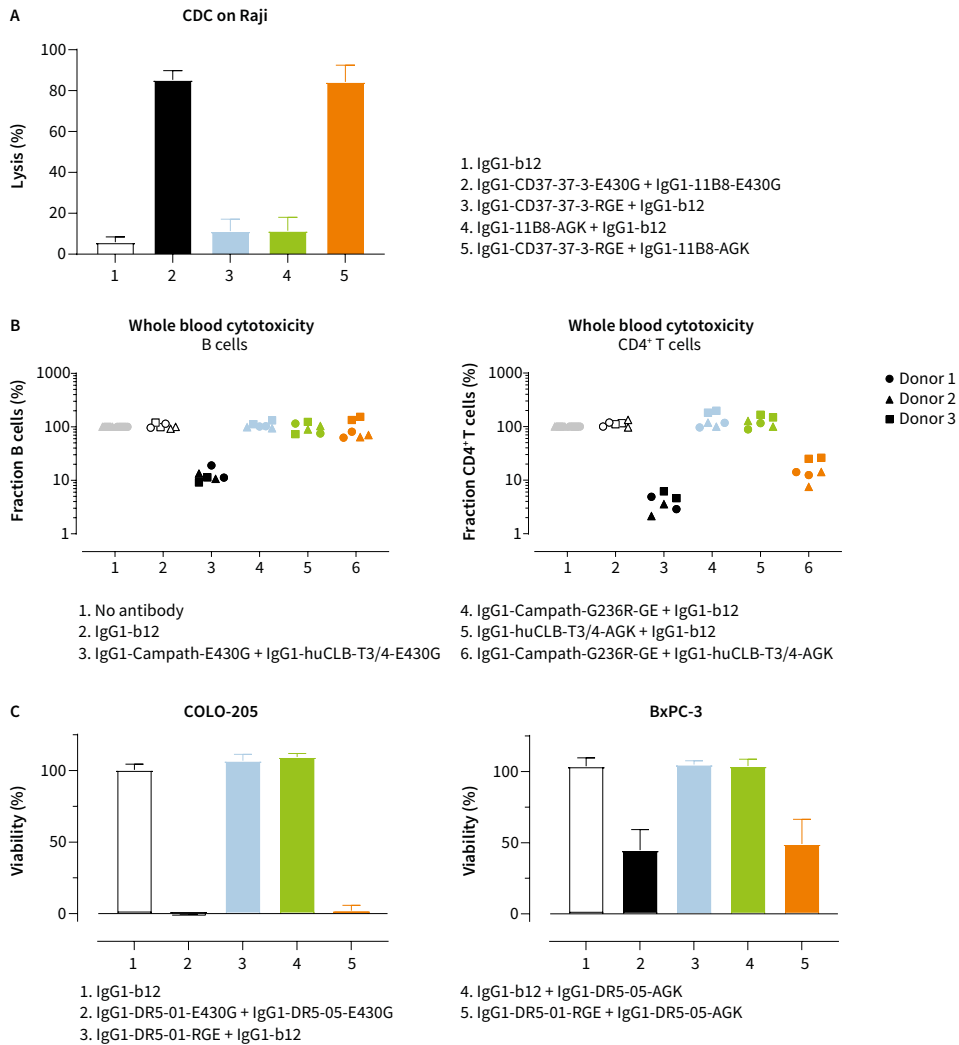 A
CDC on Raji
Lysis (%)
100
80
60
40
20
0
1 2 3 4 5
1. IgG1-b12
2. IgG1-CD37-37-3-E430G + IgG1-11B8-E430G
3. IgG1-CD37-37-3-RGE + IgG1-b12
4. IgG1-11B8-AGK + IgG1-b12
5. IgG1-CD37-37-3-RGE + IgG1-11B8-AGK
B
Whole blood cytotoxicity
B cells
Fraction B cells (%)
1000
100
10
1
1 2 3 4 5 6
Whole blood cytotoxicity
CD4+ T cells
Fraction CD4+ T cells (%)
1000
100
10
1
1 2 3 4 5 6
Donor 1
Donor 2
Donor 3
1. No antibody
2. IgG1-b12
3. IgG1-Campath-E430G + IgG1-huCLB-T3/4-E430G
4. IgG1-Campath-G236R-GE + IgG1-b12
5. IgG1-huCLB-T3/4-AGK + IgG1-b12
6. IgG1-Campath-G236R-GE + IgG1-huCLB-T3/4-AGK
C
COLO-205
Viability (%)
100
50
0
1 2 3 4 5
BxPC-3
Viability (%)
100
50
0
1 2 3 4 5
1. IgG1-b12
2. IgG1-DR5-01-E430G + IgG1-DR5-05-E430G
3. IgG1-DR5-01-RGE + IgG1-b12
4. IgG1-b12 + IgG1-DR5-05-AGK
5. IgG1-DR5-01-RGE + IgG1-DR5-05-AGK